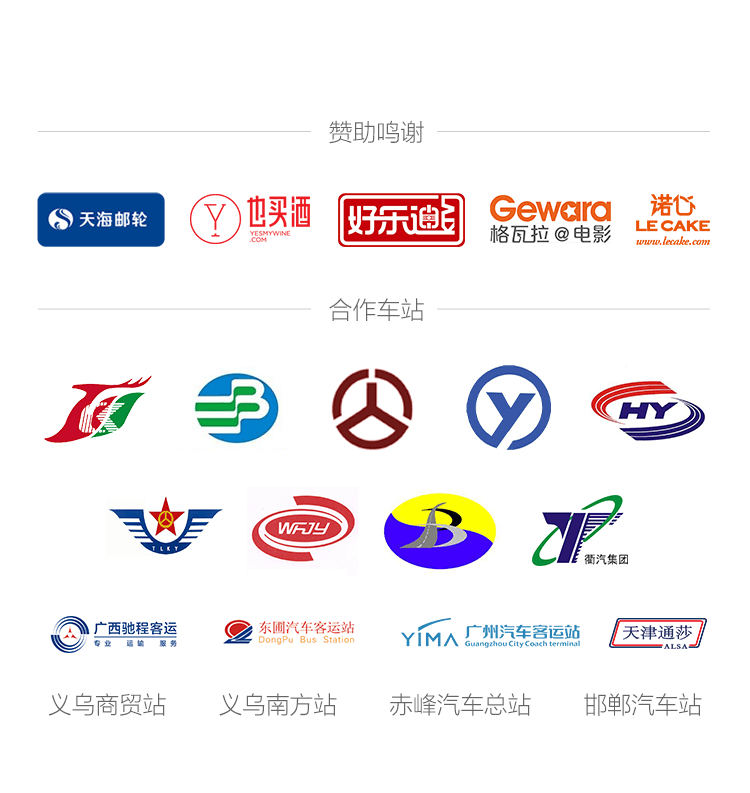 赞助鸣谢
天海邮轮
也买酒
YESMYWINE
.COM
好乐迪
Gewara
格瓦拉@电影
诺心
LE CAKE
www.lecake.com
合作车站
HY
TLKY
WFJY
衢汽集团
广西驰程客运
专业 运输 服务
东圃汽车客运站
DongPu Bus Station
YIMA
广州汽车客运站
Guangzhou City Coach terminal
天津通莎
ALSA
义乌商贸站
义乌南方站
赤峰汽车总站
邯郸汽车站